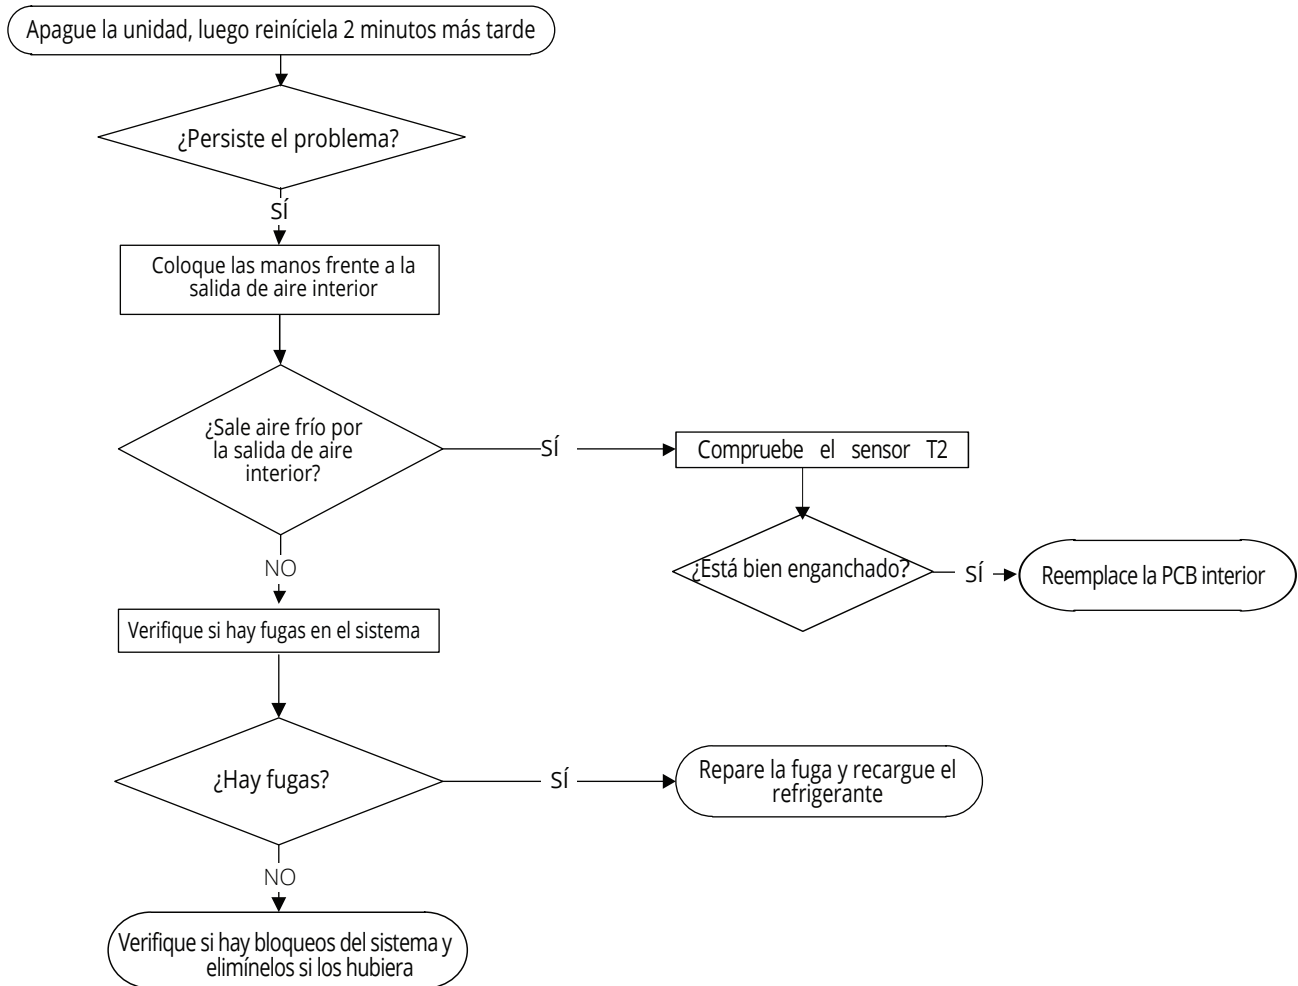 Apague la unidad, luego reiníciela 2 minutos más tarde
¿Persiste el problema?
SÍ
Coloque las manos frente a la
salida de aire interior
¿Sale aire frío por
la salida de aire
interior?
SÍ
Compruebe el sensor T2
¿Está bien enganchado?
SÍ
Reemplace la PCB interior
NO
Verifique si hay fugas en el sistema
¿Hay fugas?
SÍ
Repare la fuga y recargue el
refrigerante
NO
Verifique si hay bloqueos del sistema y
elimínelos si los hubiera